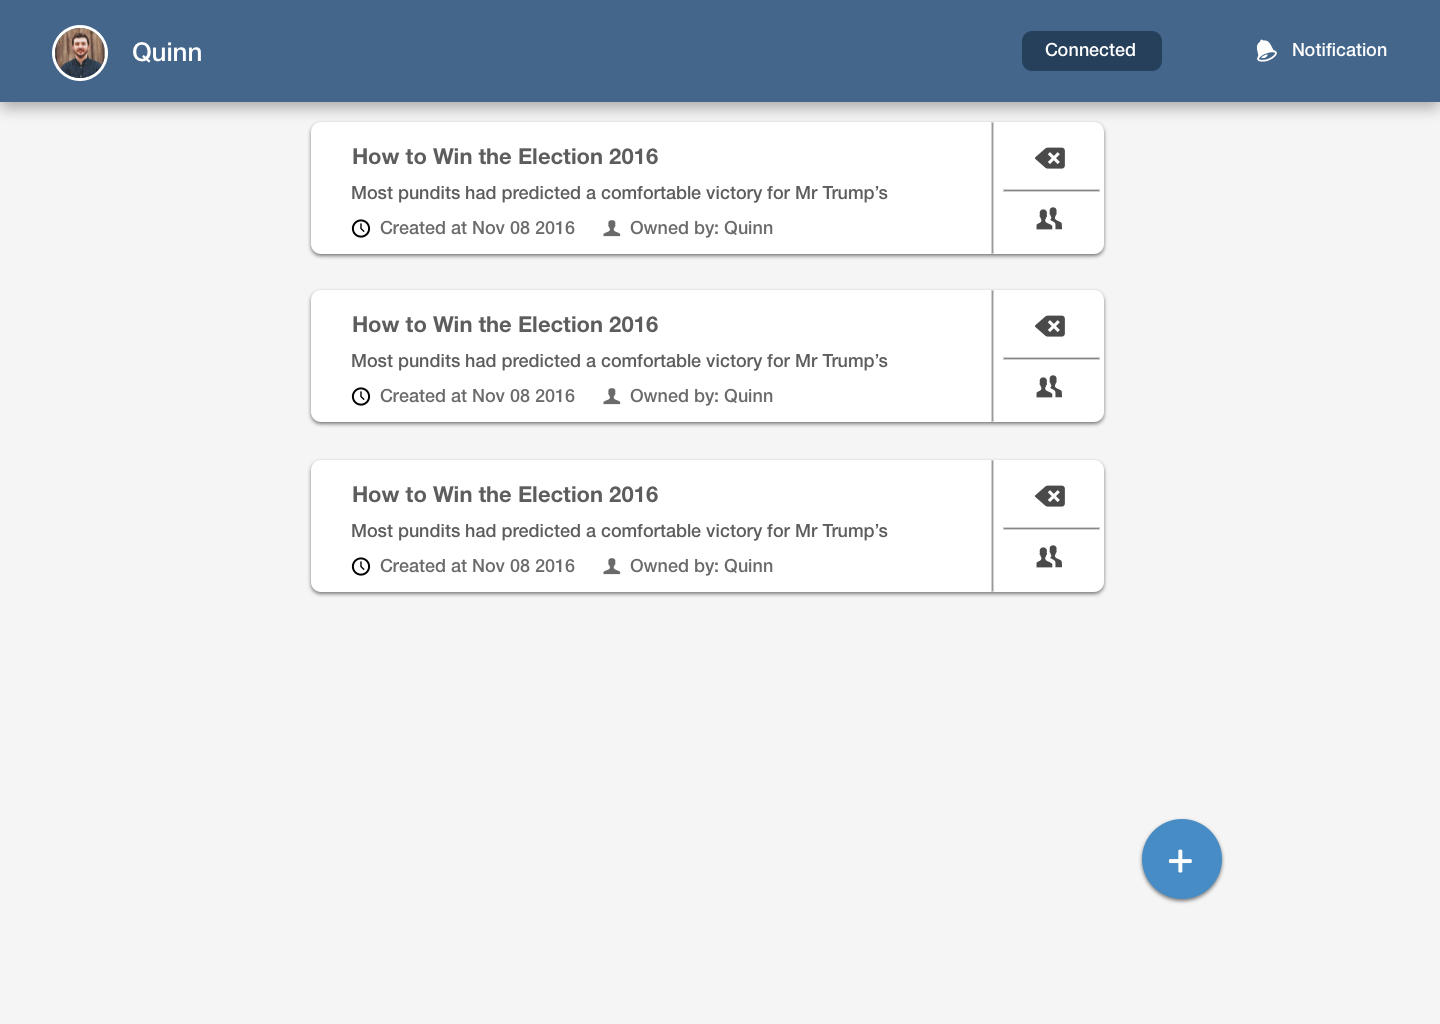 Quinn
Connected
Notification
How to Win the Election 2016
Most pundits had predicted a comfortable victory for Mr Trump’s
Created at Nov 08 2016 Owned by: Quinn
How to Win the Election 2016
Most pundits had predicted a comfortable victory for Mr Trump’s
Created at Nov 08 2016 Owned by: Quinn
How to Win the Election 2016
Most pundits had predicted a comfortable victory for Mr Trump’s
Created at Nov 08 2016 Owned by: Quinn